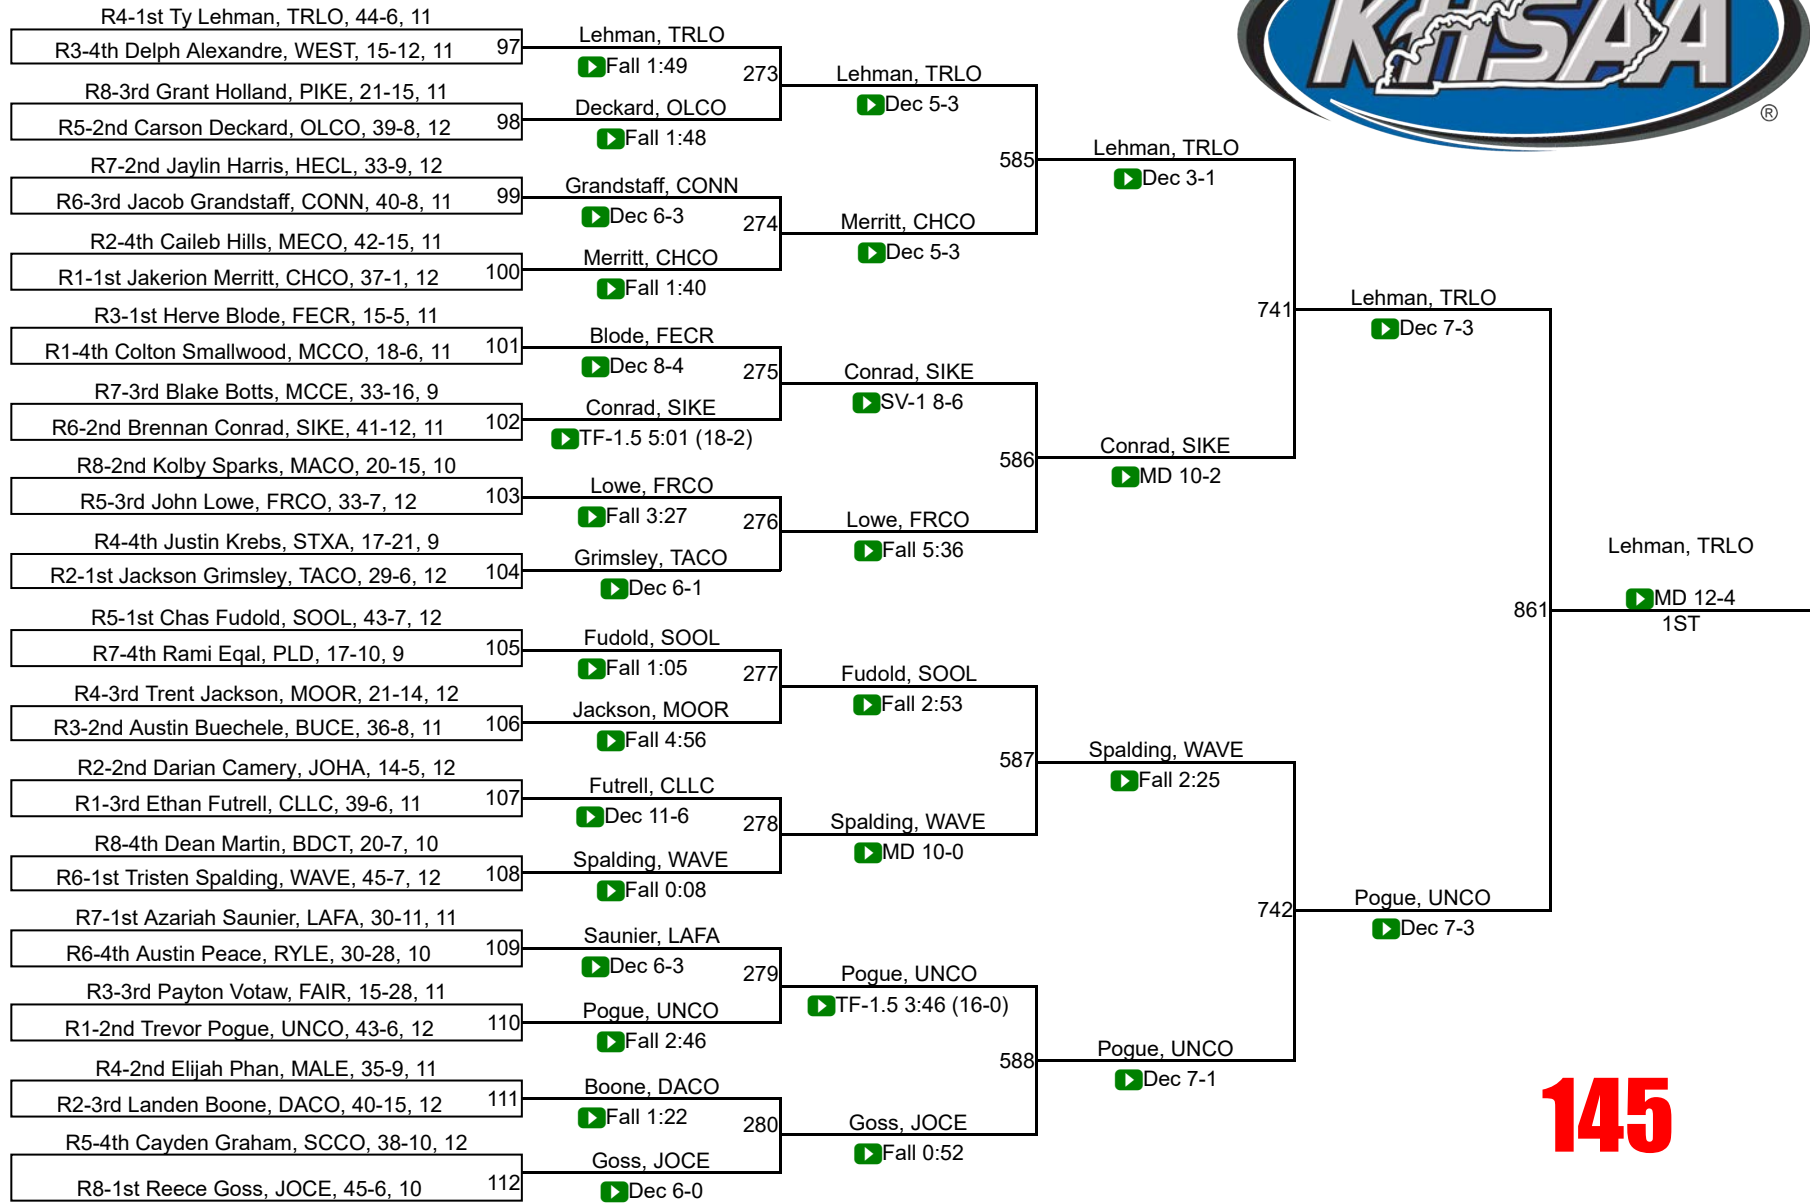 KHSAA
®
R4-1st Ty Lehman, TRLO, 44-6, 11
R3-4th Delph Alexandre, WEST, 15-12, 11
97
R8-3rd Grant Holland, PIKE, 21-15, 11
R5-2nd Carson Deckard, OLCO, 39-8, 12
98
R7-2nd Jaylin Harris, HECL, 33-9, 12
R6-3rd Jacob Grandstaff, CONN, 40-8, 11
99
R2-4th Caileb Hills, MECO, 42-15, 11
R1-1st Jakerion Merritt, CHCO, 37-1, 12
100
R3-1st Herve Blode, FECR, 15-5, 11
R1-4th Colton Smallwood, MCCO, 18-6, 11
101
R7-3rd Blake Botts, MCCE, 33-16, 9
R6-2nd Brennan Conrad, SIKE, 41-12, 11
102
R8-2nd Kolby Sparks, MACO, 20-15, 10
R5-3rd John Lowe, FRCO, 33-7, 12
103
R4-4th Justin Krebs, STXA, 17-21, 9
R2-1st Jackson Grimsley, TACO, 29-6, 12
104
R5-1st Chas Fudold, SOOL, 43-7, 12
R7-4th Rami Eqal, PLD, 17-10, 9
105
R4-3rd Trent Jackson, MOOR, 21-14, 12
R3-2nd Austin Buechele, BUCE, 36-8, 11
106
R2-2nd Darian Camery, JOHA, 14-5, 12
R1-3rd Ethan Futrell, CLLC, 39-6, 11
107
R8-4th Dean Martin, BDCT, 20-7, 10
R6-1st Tristen Spalding, WAVE, 45-7, 12
108
R7-1st Azariah Saunier, LAFA, 30-11, 11
R6-4th Austin Peace, RYLE, 30-28, 10
109
R3-3rd Payton Votaw, FAIR, 15-28, 11
R1-2nd Trevor Pogue, UNCO, 43-6, 12
110
R4-2nd Elijah Phan, MALE, 35-9, 11
R2-3rd Landen Boone, DACO, 40-15, 12
111
R5-4th Cayden Graham, SCCO, 38-10, 12
R8-1st Reece Goss, JOCE, 45-6, 10
112
Lehman, TRLO
Fall 1:49
273
Deckard, OLCO
Fall 1:48
Grandstaff, CONN
Dec 6-3
274
Merritt, CHCO
Fall 1:40
Blode, FECR
Dec 8-4
275
Conrad, SIKE
TF-1.5 5:01 (18-2)
Lowe, FRCO
Fall 3:27
276
Grimsley, TACO
Dec 6-1
Fudold, SOOL
Fall 1:05
277
Jackson, MOOR
Fall 4:56
Futrell, CLLC
Dec 11-6
278
Spalding, WAVE
Fall 0:08
Saunier, LAFA
Dec 6-3
279
Pogue, UNCO
Fall 2:46
Boone, DACO
Fall 1:22
280
Goss, JOCE
Dec 6-0
Lehman, TRLO
Dec 5-3
585
Merritt, CHCO
Dec 5-3
Conrad, SIKE
SV-1 8-6
586
Lowe, FRCO
Fall 5:36
Fudold, SOOL
Fall 2:53
587
Spalding, WAVE
MD 10-0
Pogue, UNCO
TF-1.5 3:46 (16-0)
588
Goss, JOCE
Fall 0:52
Lehman, TRLO
Dec 3-1
741
Conrad, SIKE
MD 10-2
Spalding, WAVE
Fall 2:25
742
Pogue, UNCO
Dec 7-1
Lehman, TRLO
Dec 7-3
861
Pogue, UNCO
Dec 7-3
Lehman, TRLO
MD 12-4
1ST
145